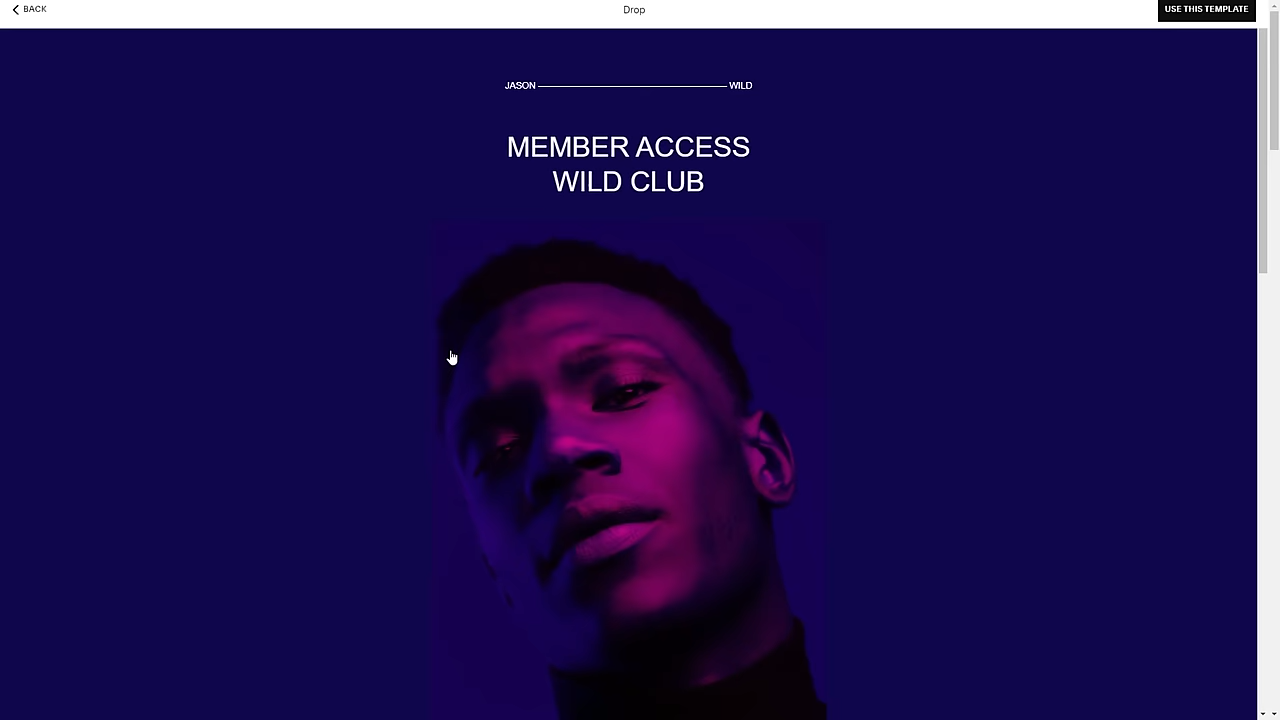 BACK
Drop
USE THIS TEMPLATE
JASON WILD
MEMBER ACCESS
WILD CLUB